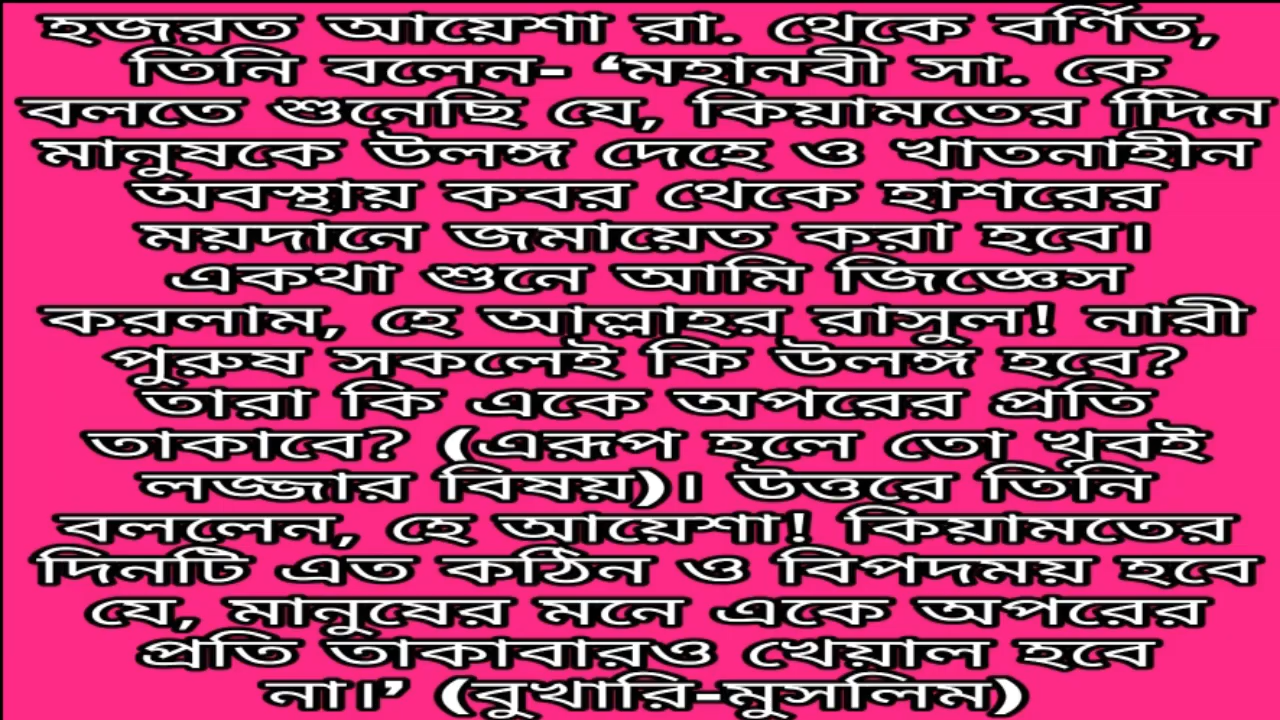 হজরত আয়েশা রা. থেকে বর্ণিত,
তিনি বলেন- ‘মহানবী সা. কে
বলতে শুনেছি যে, কিয়ামতের দিিন
মানুষকে উলঙ্গ দেহে ও খাতনাহীন
অবস্থায় কবর থেকে হাশরের
ময়দানে জমায়েত করা হবে।
একথা শুনে আমি জিজ্ঞেস
করলাম, হে আল্লাহর রাসুল! নারী
পুরুষ সকলেই কি উলঙ্গ হবে?
তারা কি একে অপরের প্রতি
তাকাবে? (এরূপ হলে তো খুবই
লজ্জার বিষয়)। উত্তরে তিনি
বললেন, হে আয়েশা! কিয়ামতের
দিনটি এত কঠিন ও বিপদময় হবে
যে, মানুষের মনে একে অপরের
প্রতি তাকাবারও খেয়াল হবে
না।’ (বুখারি-মুসলিম)